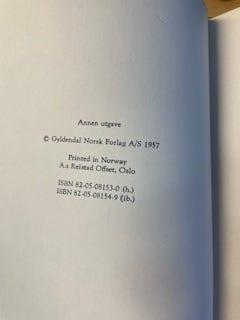 Annen utgave
© Gyldendal Norsk Forlag A/S 1957
Printed in Norway
A.s Reistad Offset, Oslo
ISBN 82-05-08153-0 (h.)
ISBN 82-05-08154-9 (ib.)